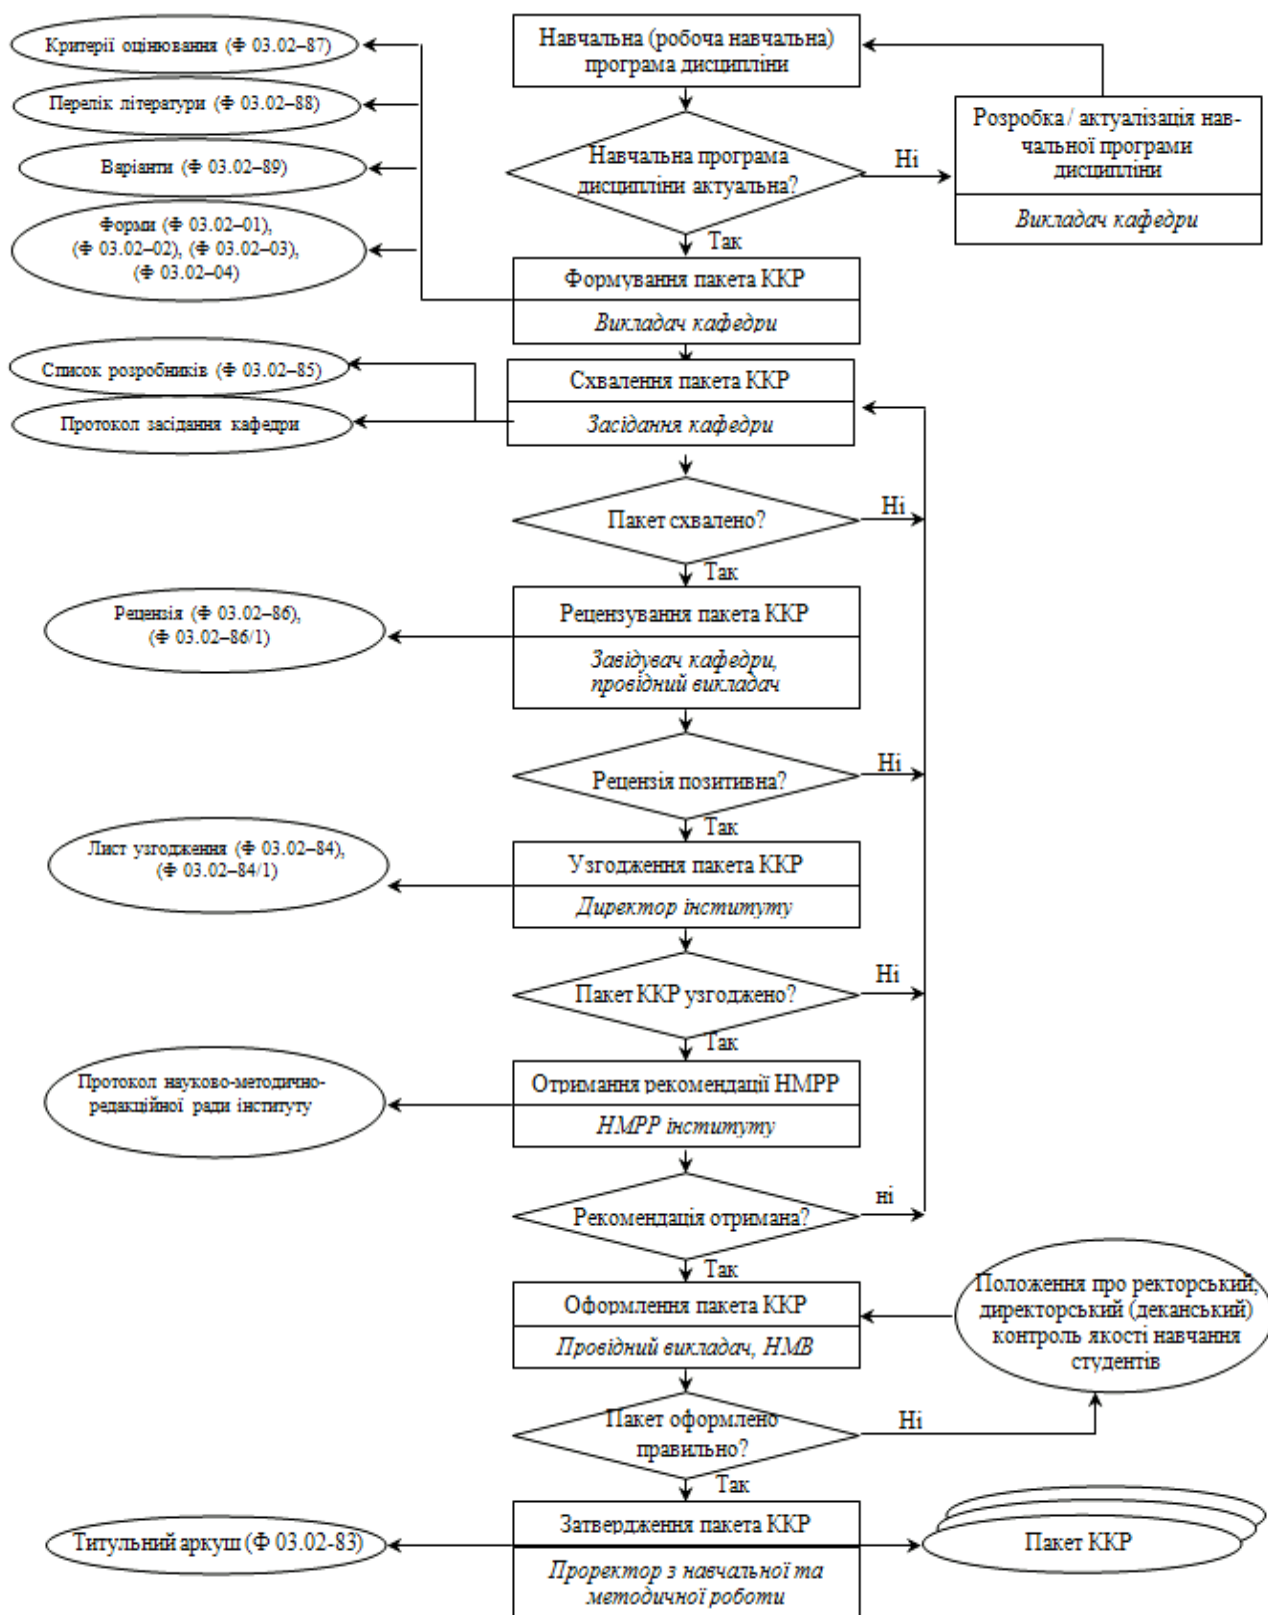 Критерії оцінювання (Ф 03.02–87)
Навчальна (робоча навчальна)
програма дисципліни
Перелік літератури (Ф 03.02–88)
Розробка / актуалізація нав-
чальної програми
дисципліни
Викладач кафедри
Варіанти (Ф 03.02–89)
Навчальна програма
дисципліни актуальна?
Ні
Форми (Ф 03.02–01),
(Ф 03.02–02), (Ф 03.02–03),
(Ф 03.02–04)
Так
Формування пакета ККР
Викладач кафедри
Список розробників (Ф 03.02–85)
Схвалення пакета ККР
Протокол засідання кафедри
Засідання кафедри
Пакет схвалено?
Ні
Так
Рецензія (Ф 03.02–86),
(Ф 03.02–86/1)
Рецензування пакета ККР
Завідувач кафедри,
провідний викладач
Рецензія позитивна?
Ні
Так
Лист узгодження (Ф 03.02–84),
(Ф 03.02–84/1)
Узгодження пакета ККР
Директор інституту
Пакет ККР узгоджено?
Ні
Так
Протокол науково-методично-
редакційної ради інституту
Отримання рекомендації НМРР
НМРР інституту
Рекомендація отримана?
ні
Так
Оформлення пакета ККР
Провідний викладач, НМВ
Положення про ректорський,
директорський (деканський)
контроль якості навчання
студентів
Пакет оформлено
правильно?
Ні
Так
Титульний аркуш (Ф 03.02-83)
Затвердження пакета ККР
Проректор з навчальної та
методичної роботи
Пакет ККР